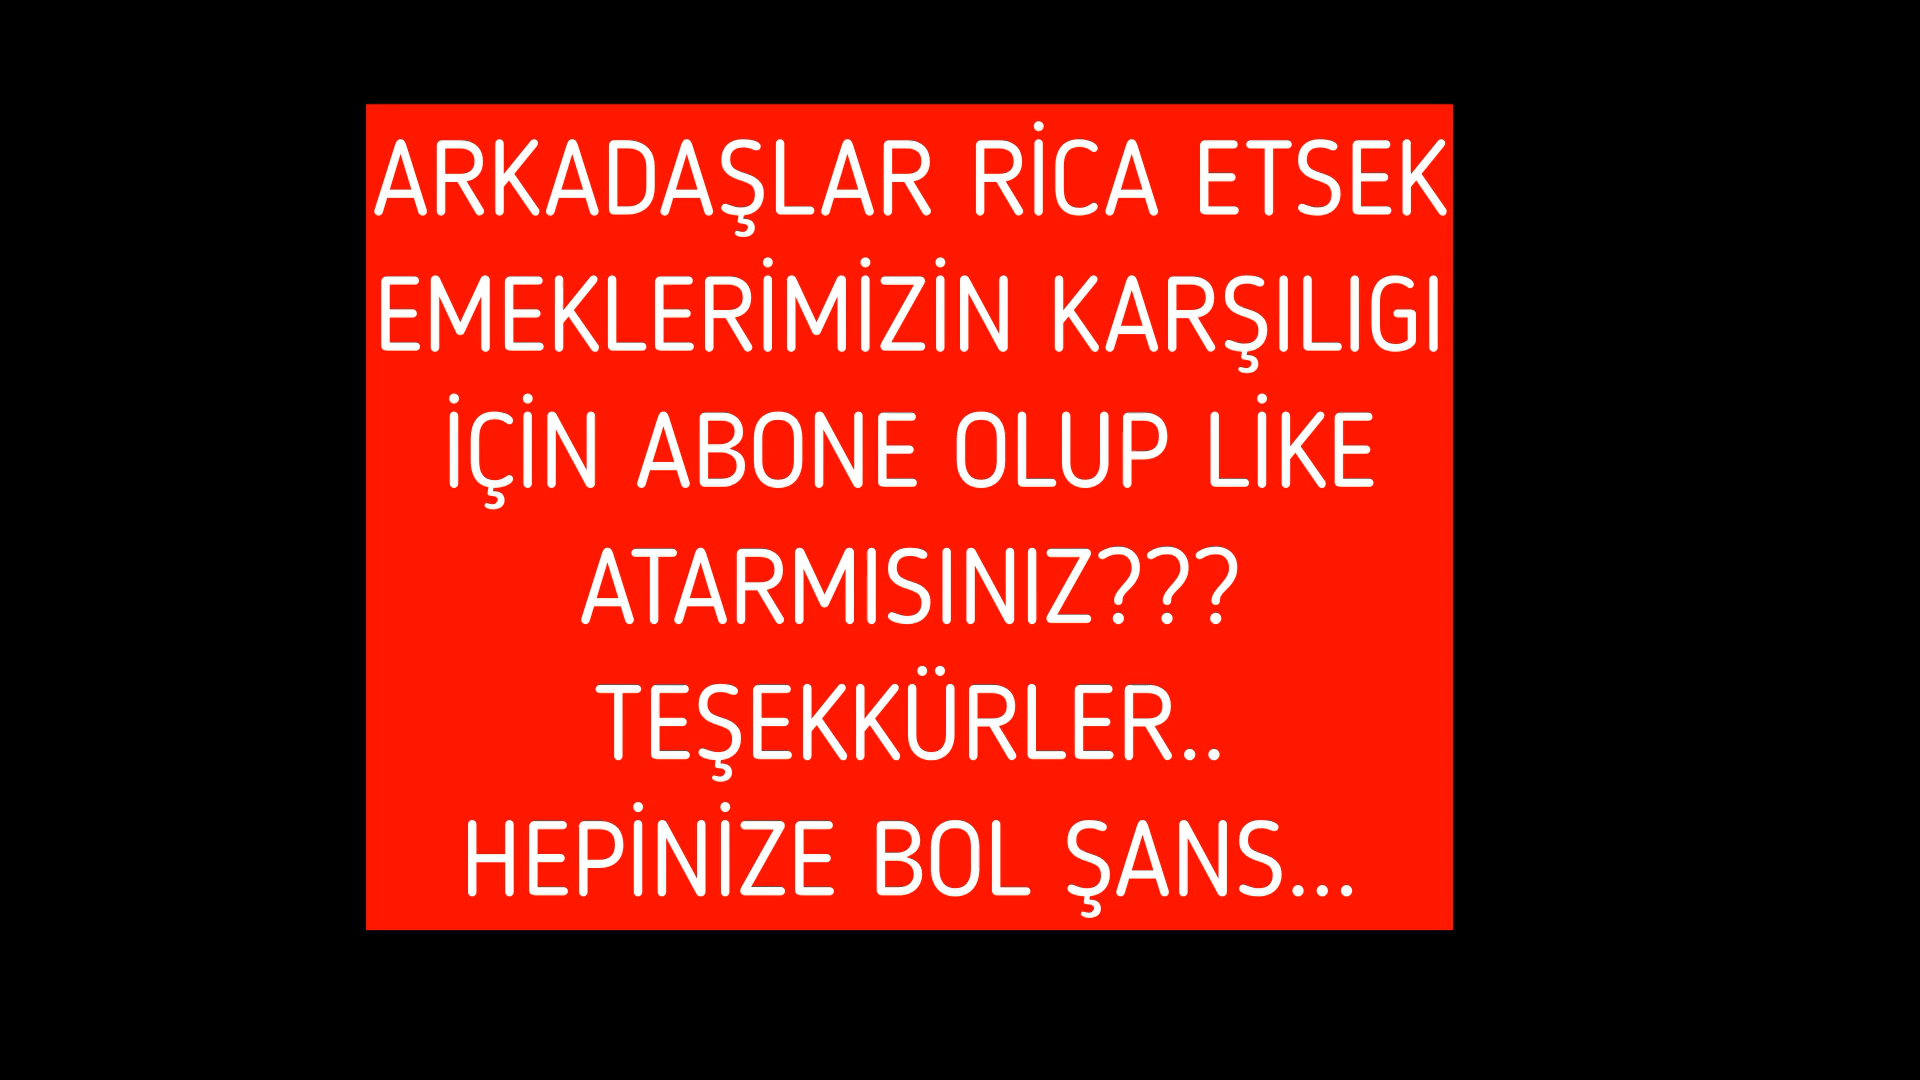 ARKADAŞLAR RİCA ETSEK
EMEKLERİMİZİN KARŞILIGI
İÇİN ABONE OLUP LİKE
ATARMISINIZ???
TEŞEKKÜRLER..
HEPİNİZE BOL ŞANS...